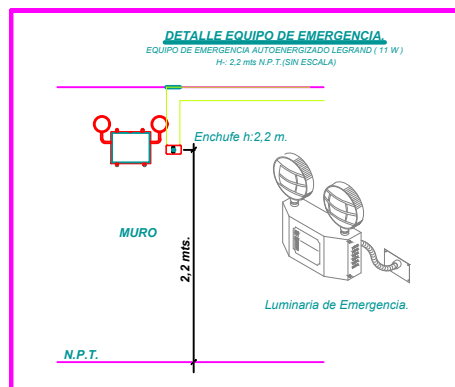 DETALLE EQUIPO DE EMERGENCIA.
EQUIPO DE EMERGENCIA AUTOENERGIZADO LEGRAND ( 11 W )
H-: 2,2 mts N.P.T.(SIN ESCALA)
Enchufe h:2,2 m.
MURO
2,2 mts.
Luminaria de Emergencia.
N.P.T.